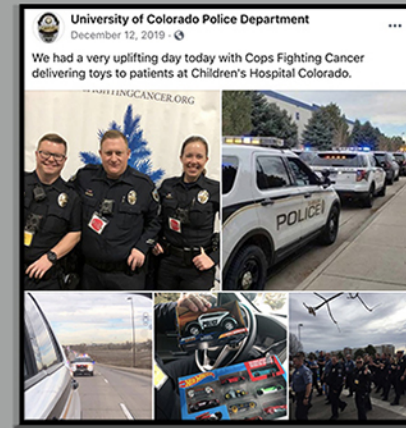 University of Colorado Police Department
December 12, 2019 ·
We had a very uplifting day today with Cops Fighting Cancer
delivering toys to patients at Children's Hospital Colorado.
FIGHTINGCANCER.ORG
POLICE